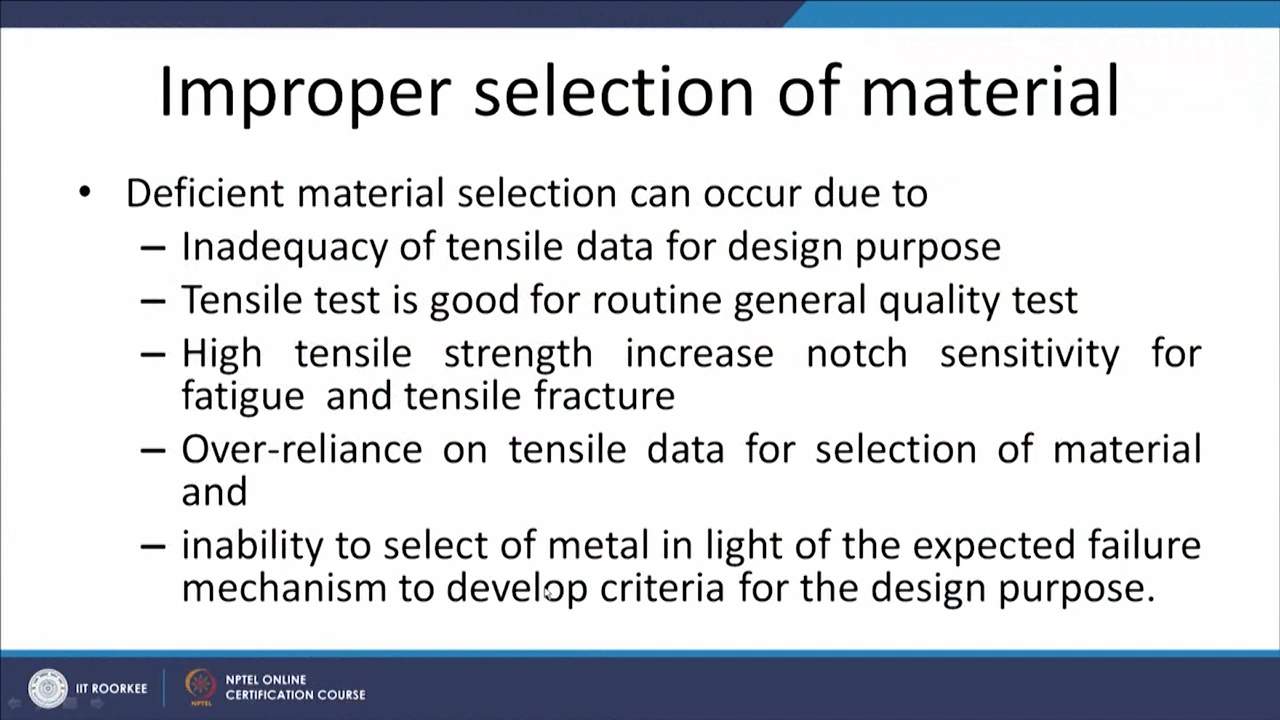 Improper selection of material
• Deficient material selection can occur due to
– Inadequacy of tensile data for design purpose
– Tensile test is good for routine general quality test
– High tensile strength increase notch sensitivity for
fatigue and tensile fracture
– Over-reliance on tensile data for selection of material
and
– inability to select of metal in light of the expected failure
mechanism to develop criteria for the design purpose.
IIT ROORKEE
NPTEL
NPTEL ONLINE
CERTIFICATION COURSE